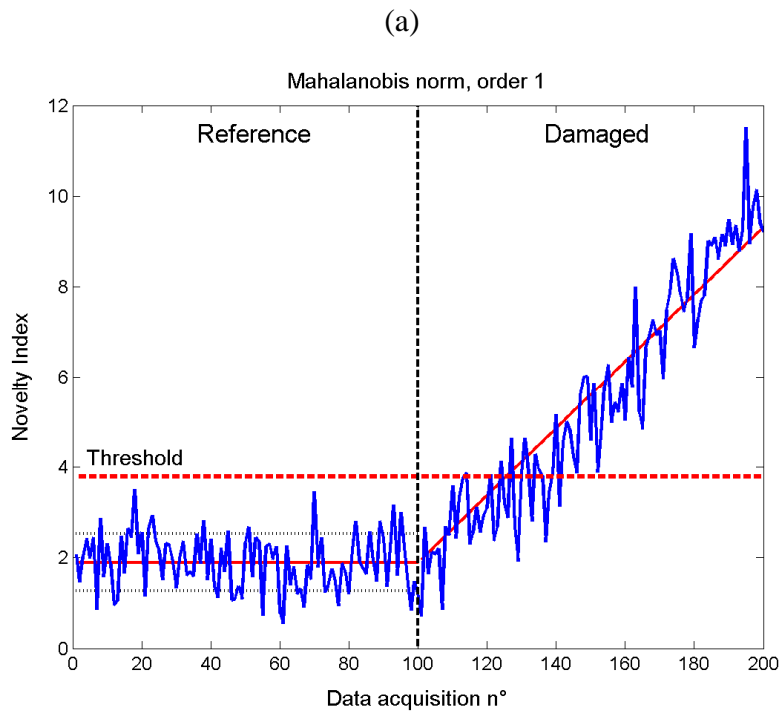 (a)
Mahalanobis norm, order 1
12
10
8
6
4
2
0
Novelty Index
Reference
Damaged
Threshold
0 20 40 60 80 100 120 140 160 180 200
Data acquisition n°